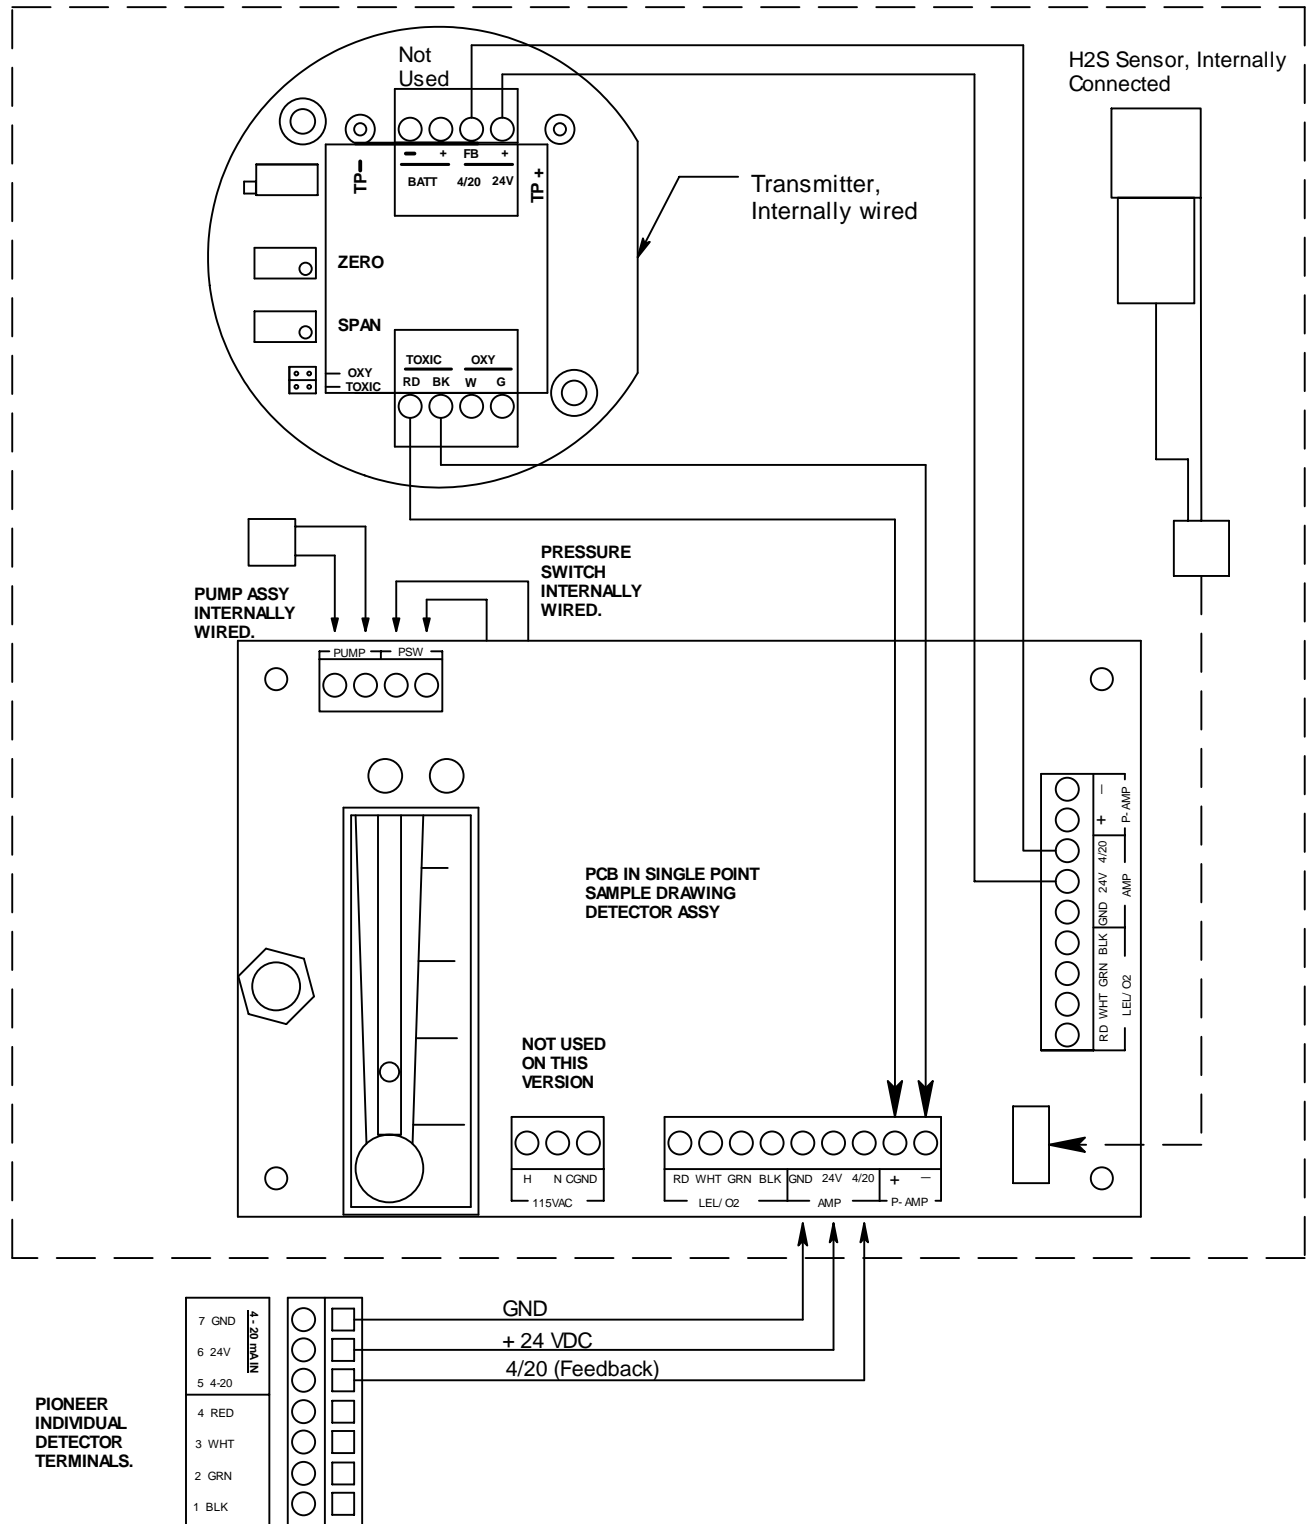 Not
Used
H2S Sensor, Internally
Connected
– + FB +
BATT 4/20 24V
TP–
TP +
Transmitter,
Internally wired
ZERO
SPAN
OXY
TOXIC
TOXIC OXY
RD BK W G
PRESSURE
SWITCH
INTERNALLY
WIRED.
PUMP ASSY
INTERNALLY
WIRED.
PUMP PSW
PCB IN SINGLE POINT
SAMPLE DRAWING
DETECTOR ASSY
–
+
P- AMP
4/20
24V
GND
AMP
BLK
GRN
WHT
RD
LEL/ O2
NOT USED
ON THIS
VERSION
H N CGND
115VAC
RD WHT GRN BLK GND 24V 4/20 + –
LEL/ O2 AMP P- AMP
GND
+ 24 VDC
4/20 (Feedback)
7 GND
6 24V
5 4-20
4 - 20 mA IN
4 RED
3 WHT
2 GRN
1 BLK
PIONEER
INDIVIDUAL
DETECTOR
TERMINALS.